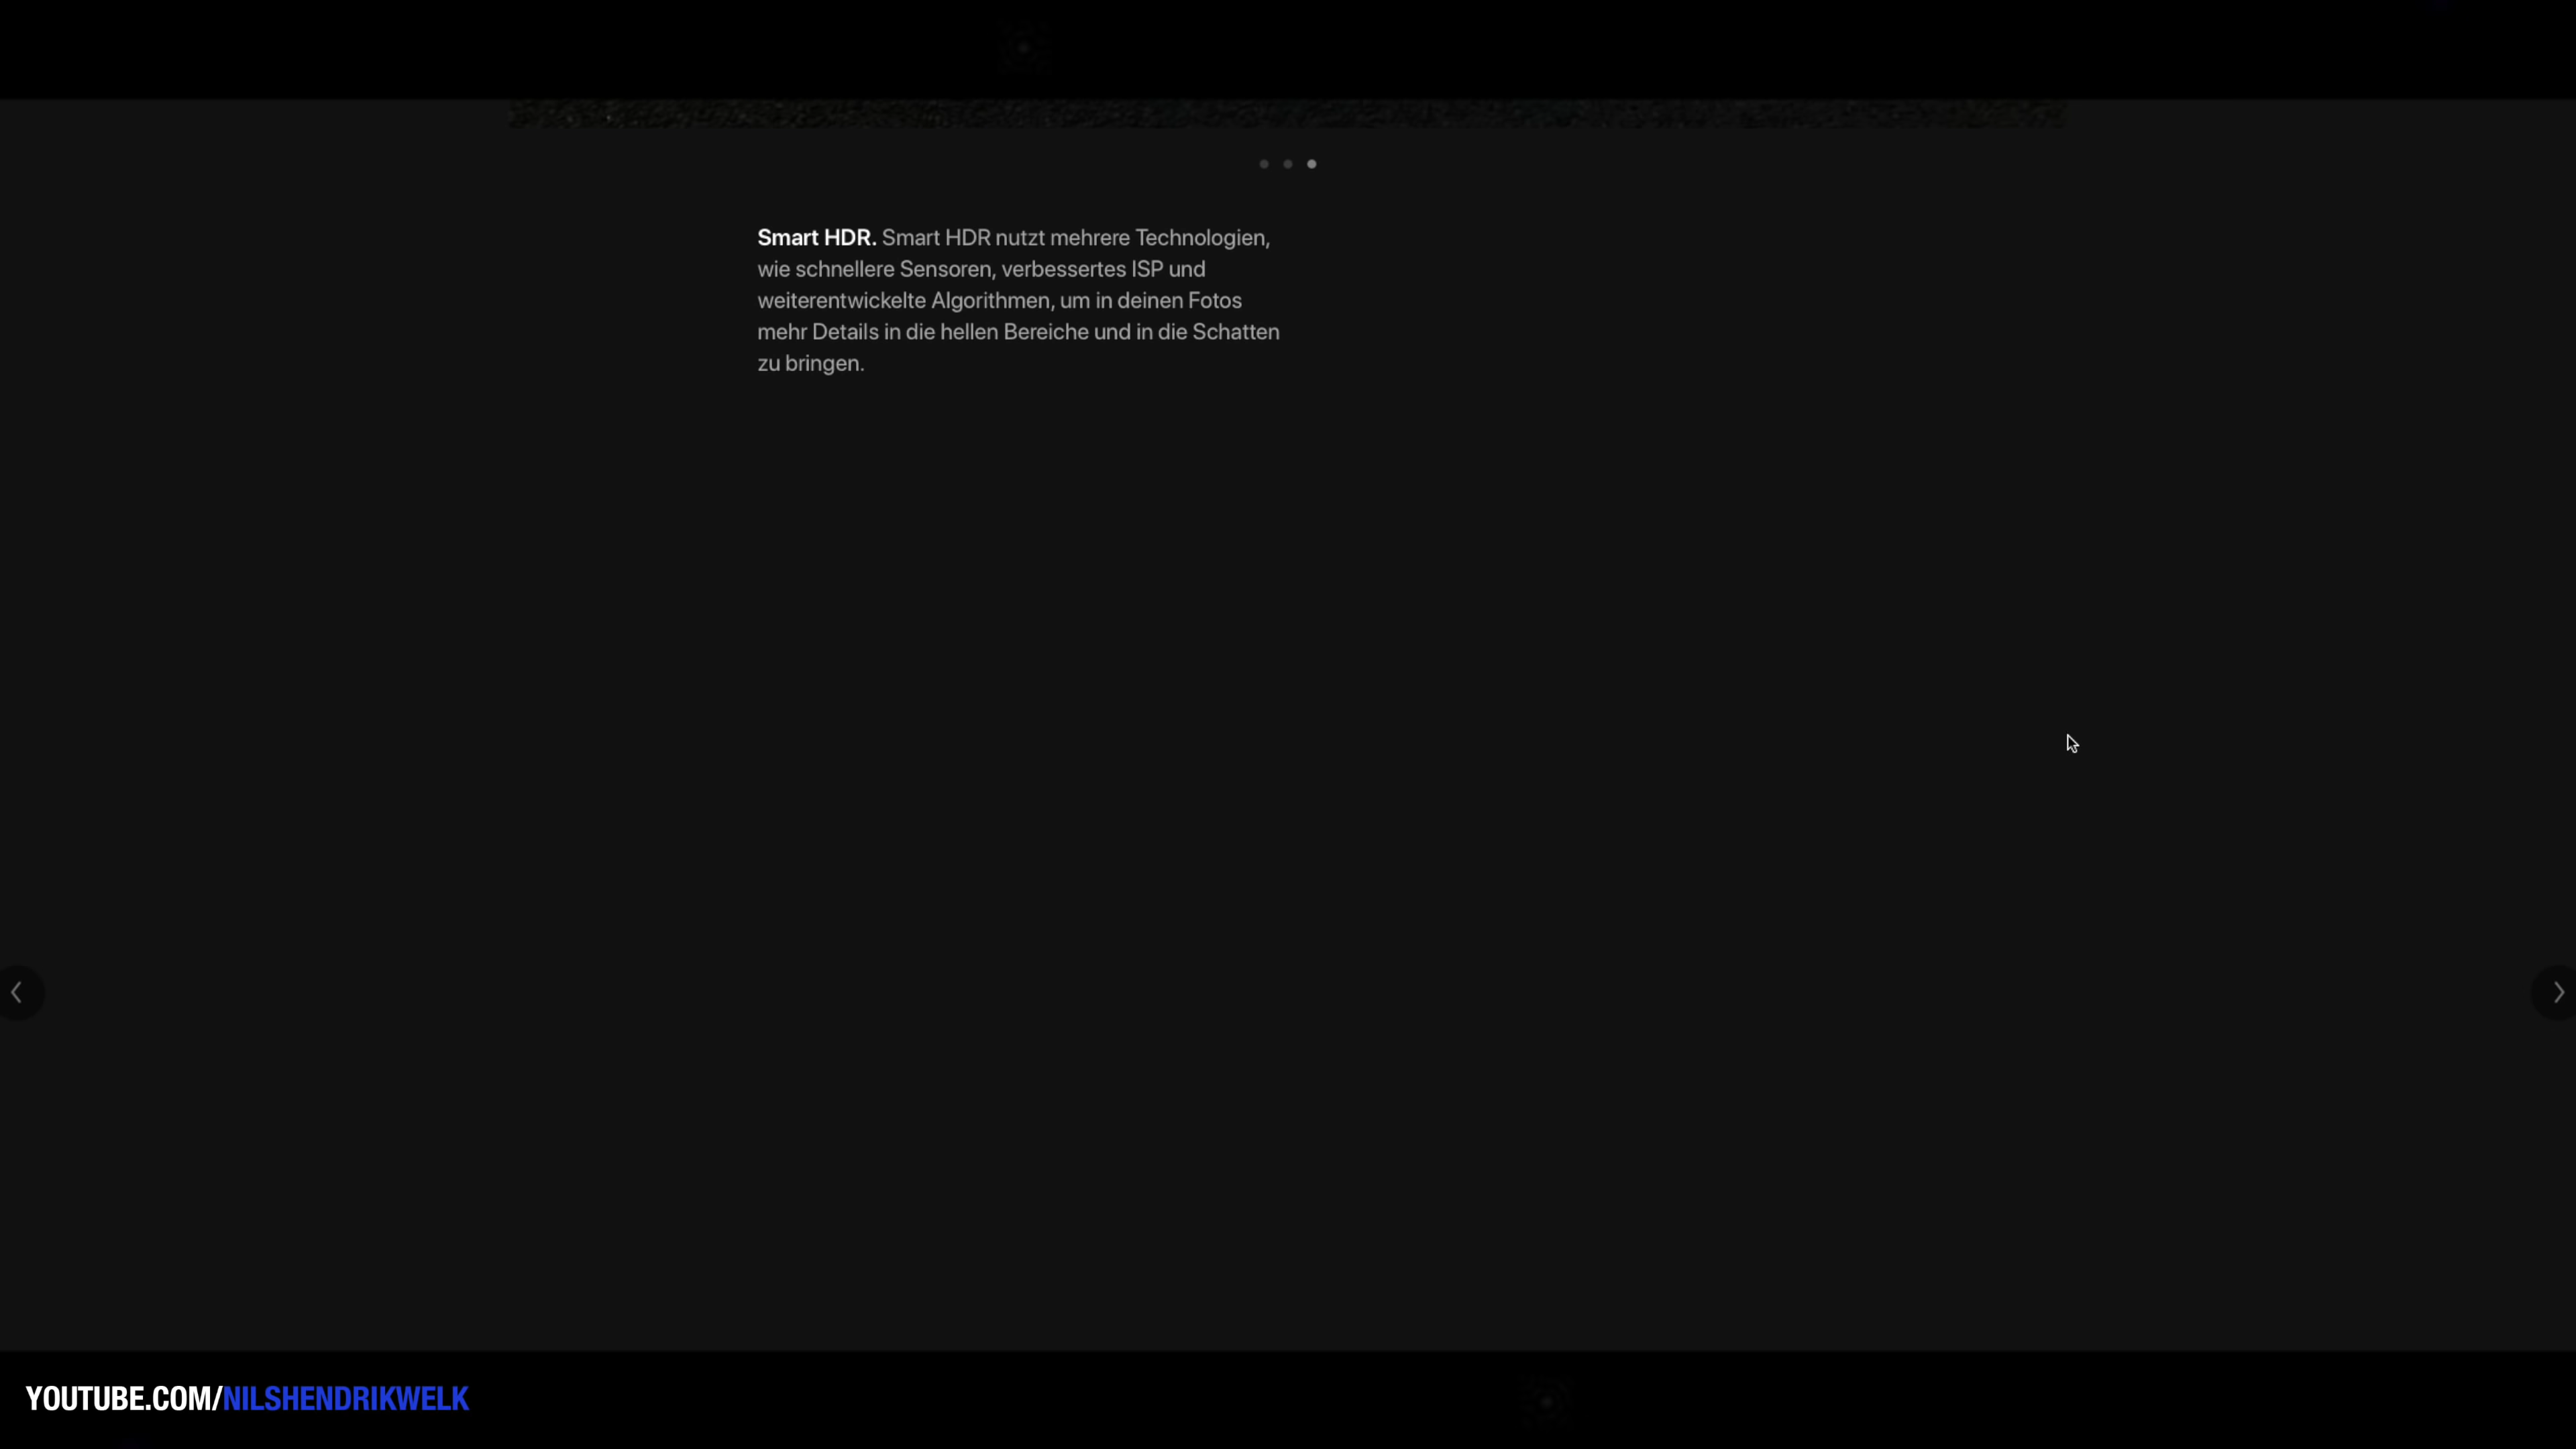 Smart HDR. Smart HDR nutzt mehrere Technologien,
wie schnellere Sensoren, verbessertes ISP und
weiterentwickelte Algorithmen, um in deinen Fotos
mehr Details in die hellen Bereiche und in die Schatten
zu bringen.
YOUTUBE.COM/NILSHENDRIKWELK